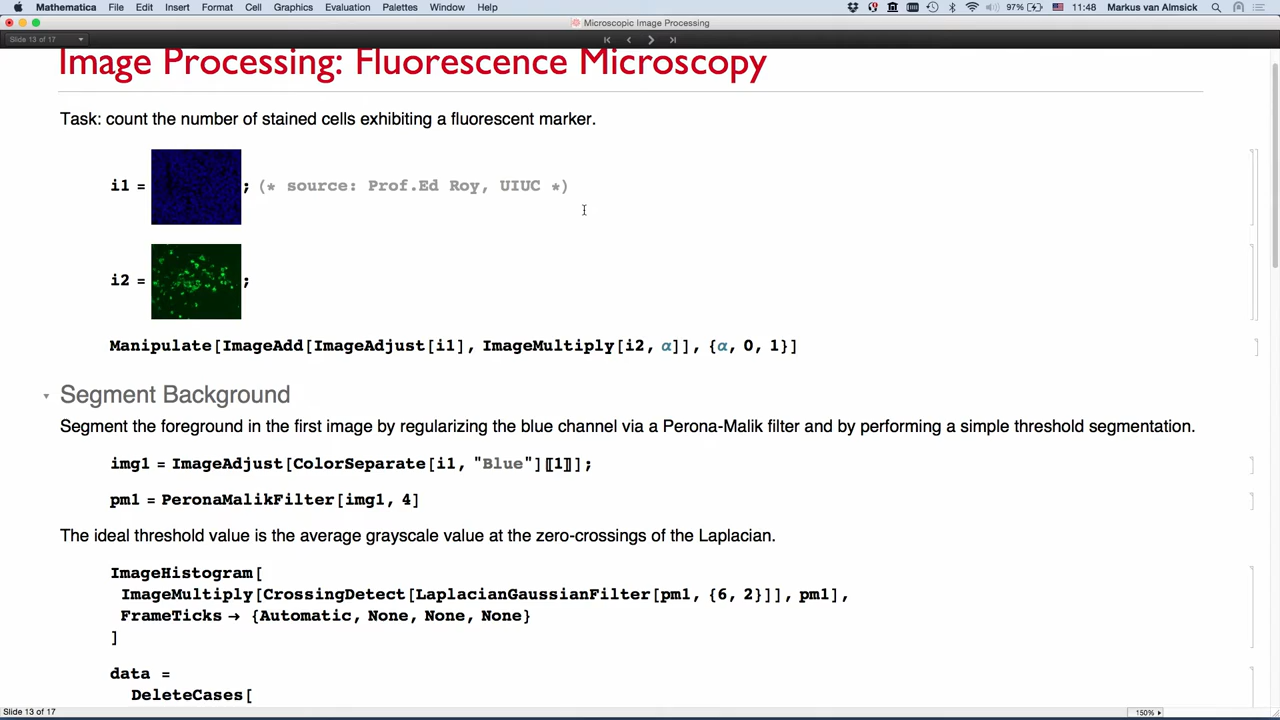 Mathematica File Edit Insert Format Cell Graphics Evaluation Palettes Window Help 97% 11:48 Markus van Almsick
Microscopic Image Processing
Slide 13 of 17
Image Processing: Fluorescence Microscopy
Task: count the number of stained cells exhibiting a fluorescent marker.
i1 = ; (* source: Prof.Ed Roy, UIUC *)
i2 = ;
Manipulate[ImageAdd[ImageAdjust[i1], ImageMultiply[i2, α]], {α, 0, 1}]
Segment Background
Segment the foreground in the first image by regularizing the blue channel via a Perona-Malik filter and by performing a simple threshold segmentation.
img1 = ImageAdjust[ColorSeparate[i1, "Blue"]〚1〛];
pm1 = PeronaMalikFilter[img1, 4]
The ideal threshold value is the average grayscale value at the zero-crossings of the Laplacian.
ImageHistogram[
ImageMultiply[CrossingDetect[LaplacianGaussianFilter[pm1, {6, 2}]], pm1],
FrameTicks → {Automatic, None, None, None}
]
data =
DeleteCases[
Slide 13 of 17
150%